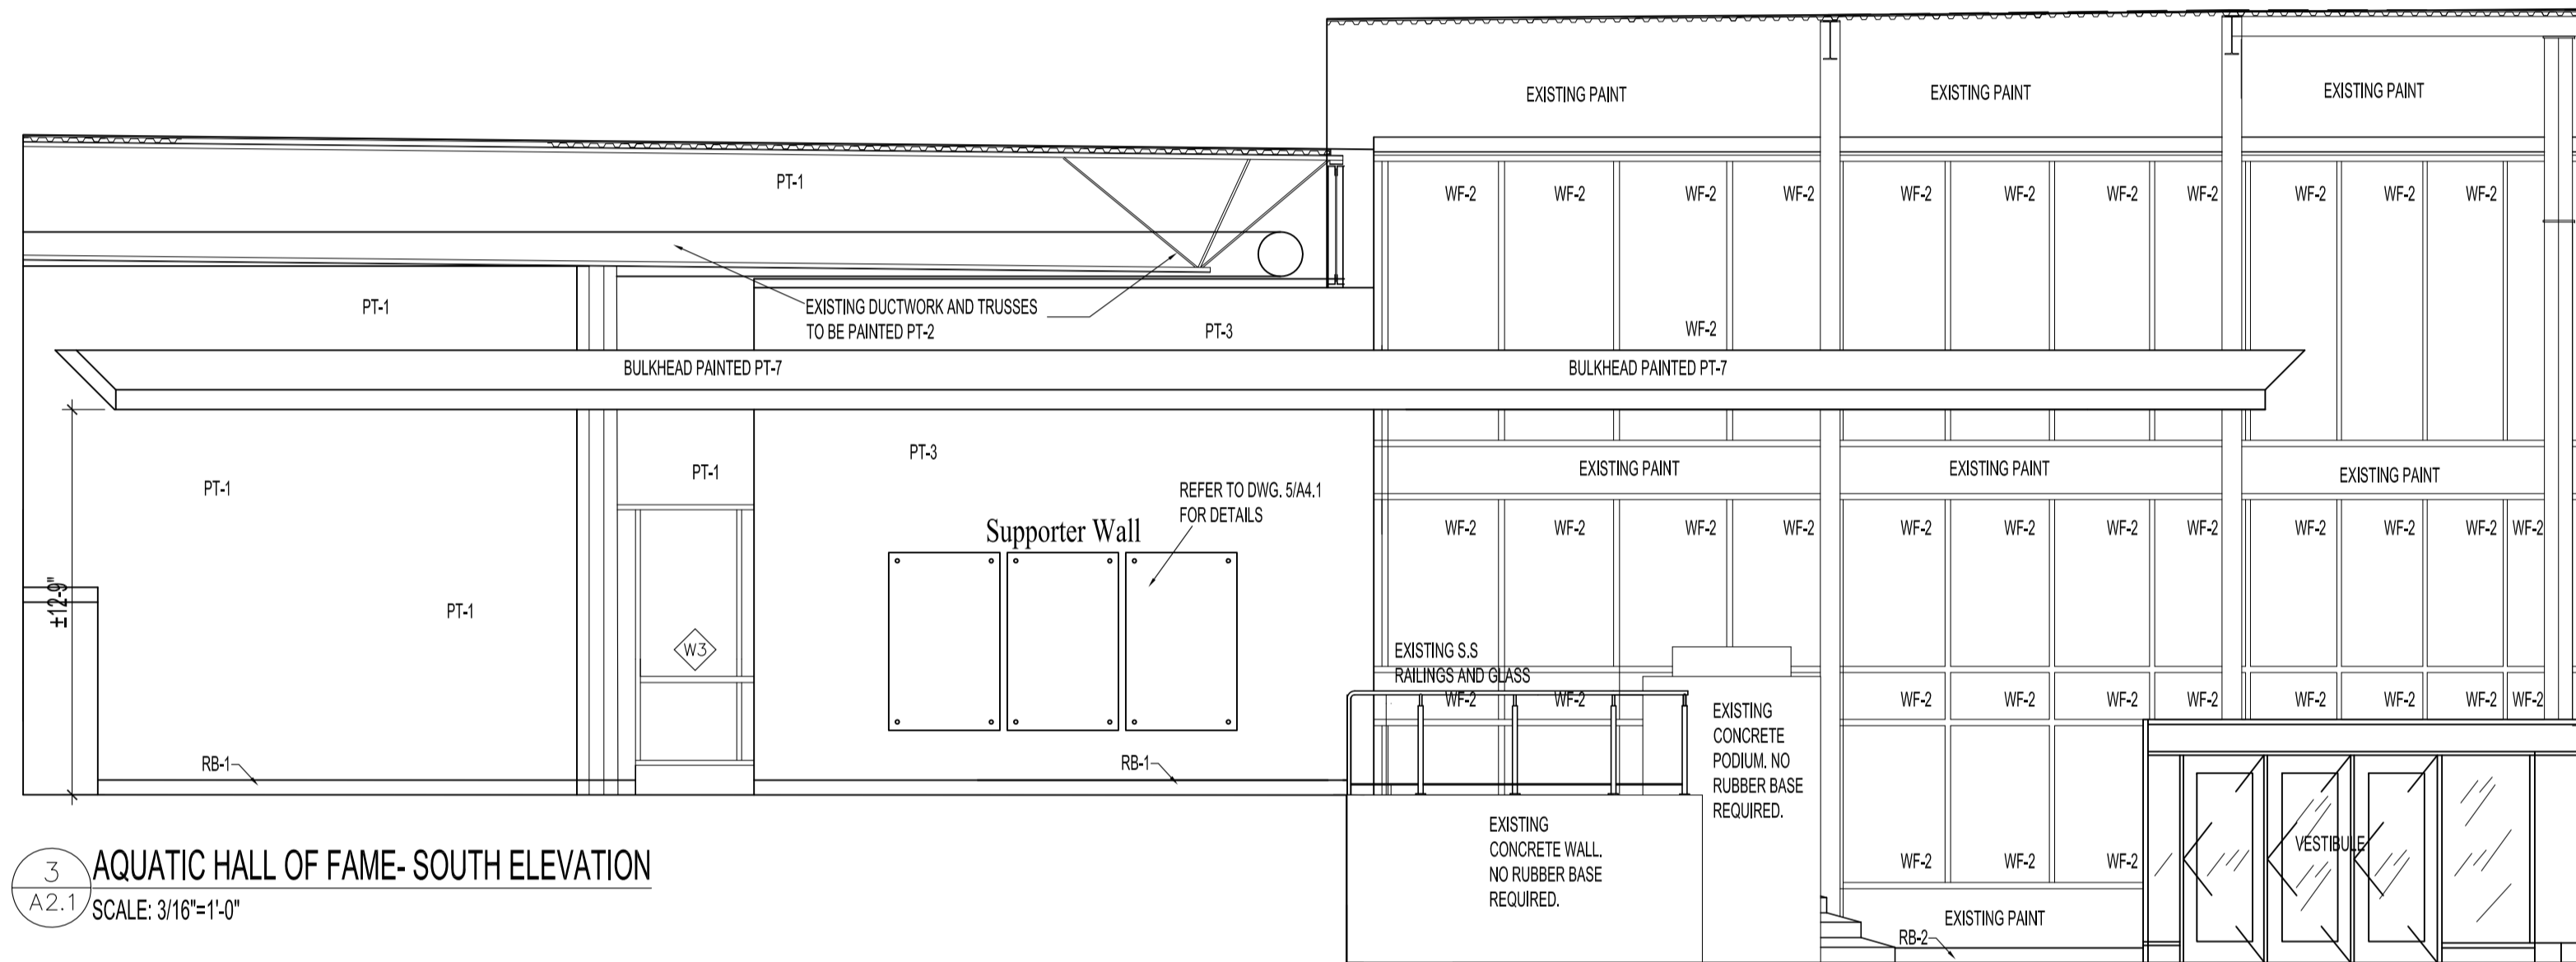 EXISTING PAINT EXISTING PAINT EXISTING PAINT
PT-1
WF-2 WF-2 WF-2 WF-2 WF-2 WF-2 WF-2 WF-2 WF-2 WF-2 WF-2
PT-1
EXISTING DUCTWORK AND TRUSSES
TO BE PAINTED PT-2
PT-3
WF-2
BULKHEAD PAINTED PT-7 BULKHEAD PAINTED PT-7
PT-3
PT-1
PT-1
EXISTING PAINT EXISTING PAINT EXISTING PAINT
REFER TO DWG. 5/A4.1
FOR DETAILS
Supporter Wall
WF-2 WF-2 WF-2 WF-2 WF-2 WF-2 WF-2 WF-2 WF-2 WF-2 WF-2 WF-2
±12'-9"
PT-1
W3
EXISTING S.S
RAILINGS AND GLASS
WF-2 WF-2 WF-2 WF-2 WF-2 WF-2 WF-2 WF-2 WF-2 WF-2
EXISTING
CONCRETE
PODIUM. NO
RUBBER BASE
REQUIRED.
RB-1
RB-1
EXISTING
CONCRETE WALL.
NO RUBBER BASE
REQUIRED.
VESTIBULE
WF-2 WF-2 WF-2
3
A2.1
AQUATIC HALL OF FAME- SOUTH ELEVATION
SCALE: 3/16"=1'-0"
EXISTING PAINT
RB-2